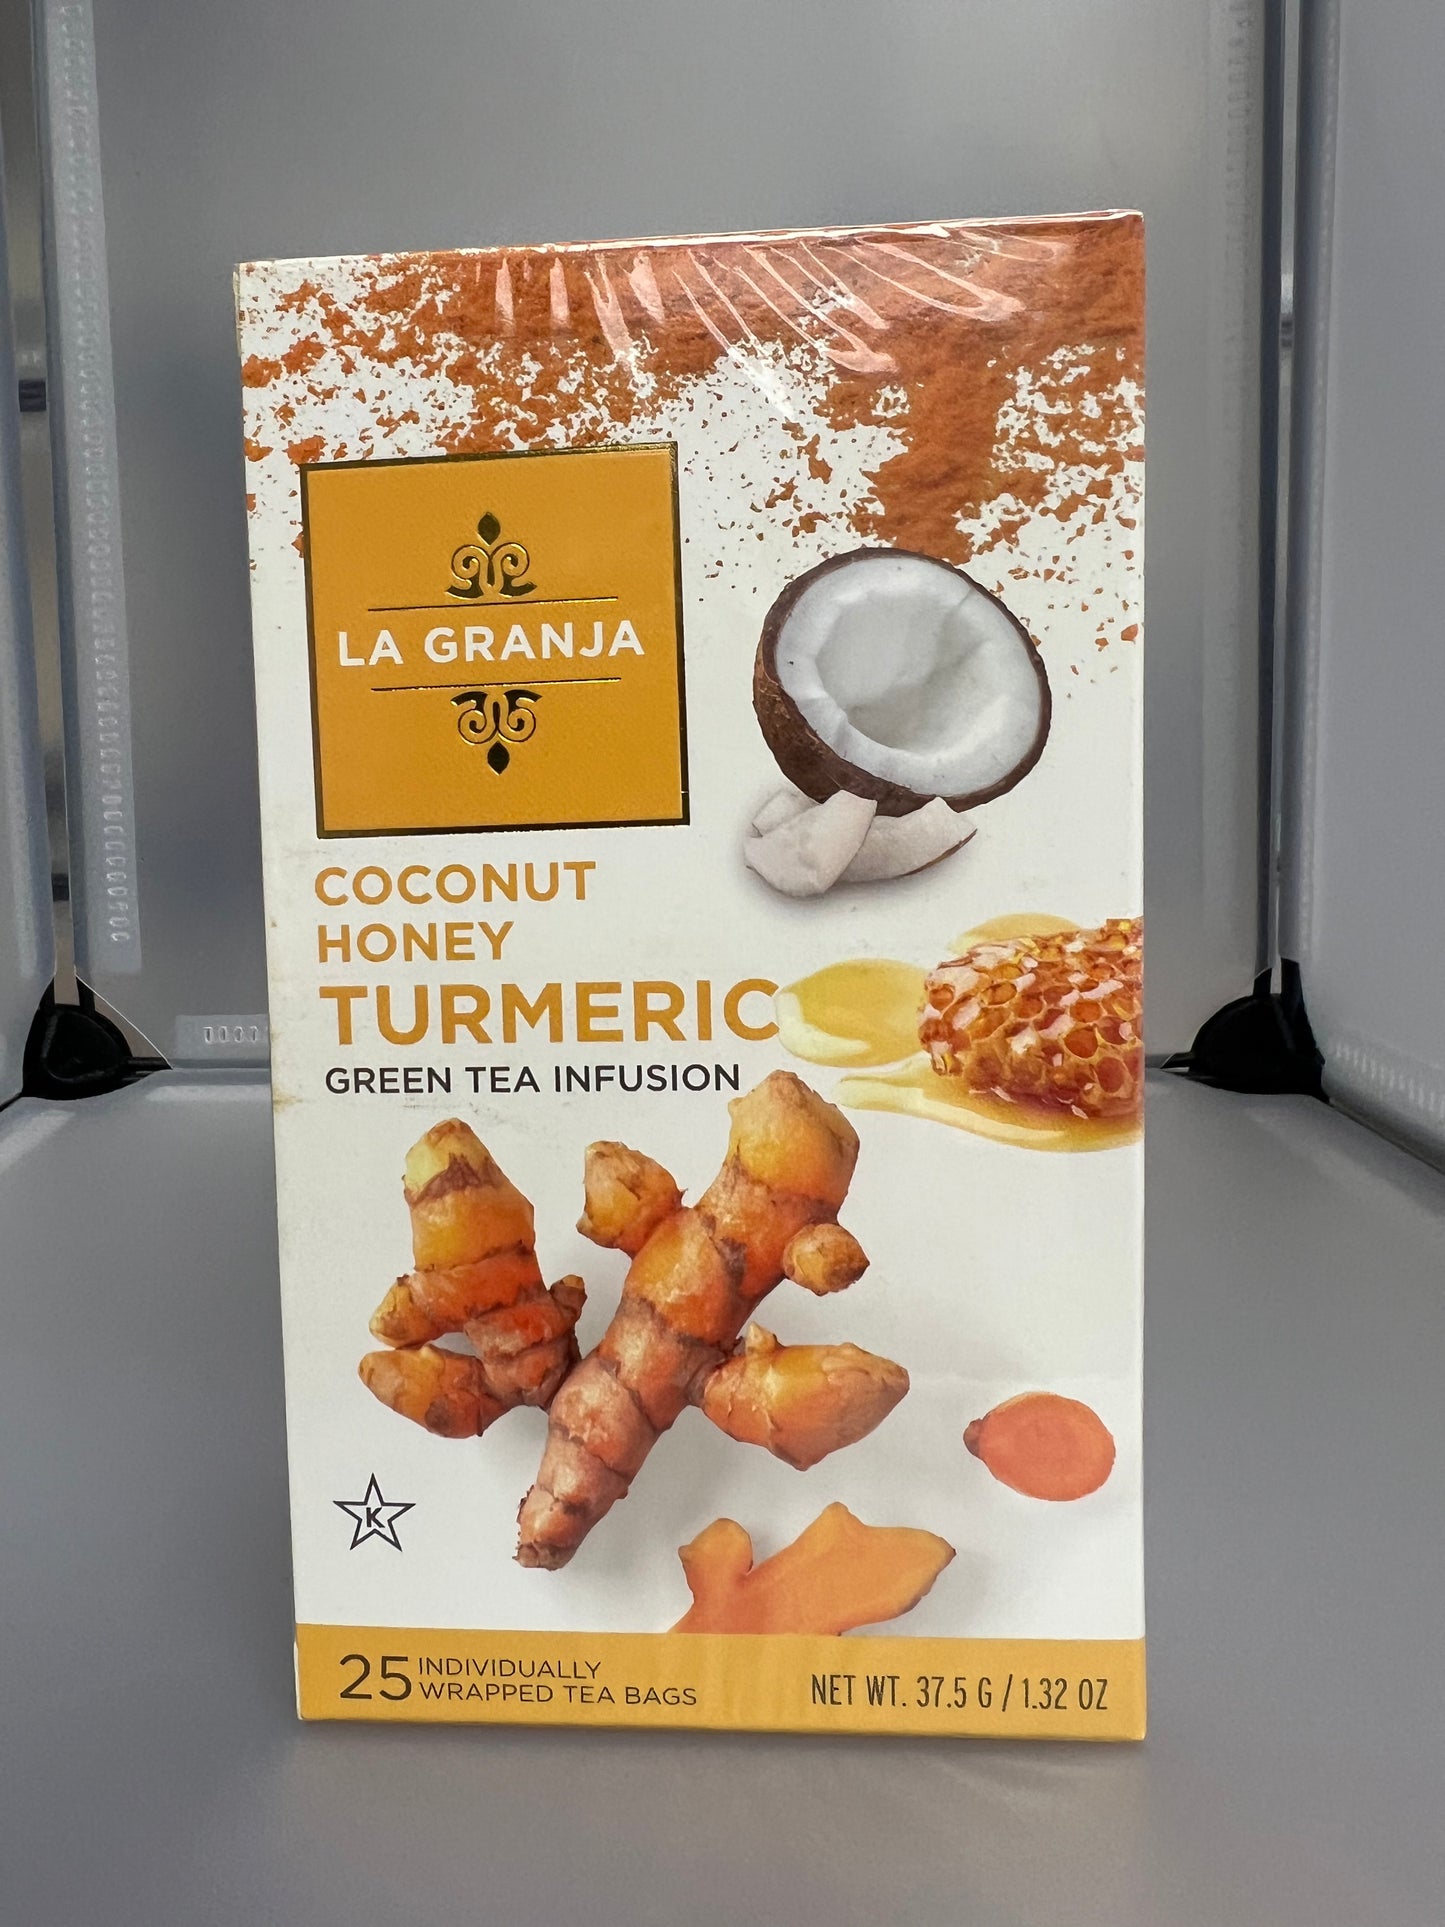 LA GRANJA
COCONUT
HONEY
TURMERIC
GREEN TEA INFUSION
K
25 INDIVIDUALLY
WRAPPED TEA BAGS
NET WT. 37.5 G / 1.32 OZ